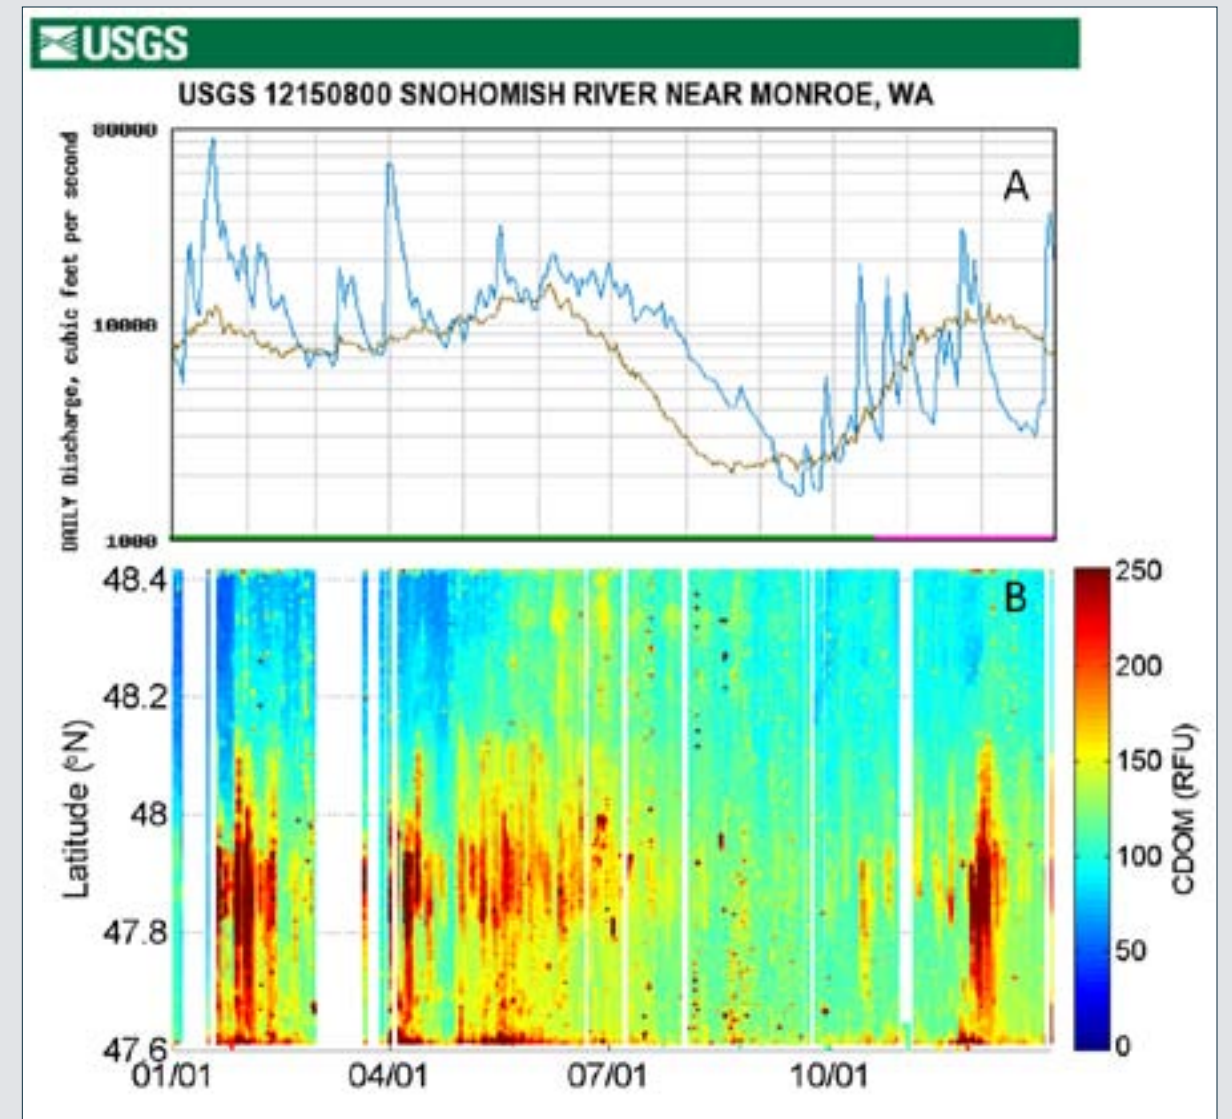 USGS
USGS 12150800 SNOHOMISH RIVER NEAR MONROE, WA
DAILY Discharge, cubic feet per second
80000
10000
1000
A
B
Latitude (ºN)
48.4
48.2
48
47.8
47.6
01/01
04/01
07/01
10/01
250
200
150
100
50
0
CDOM (RFU)